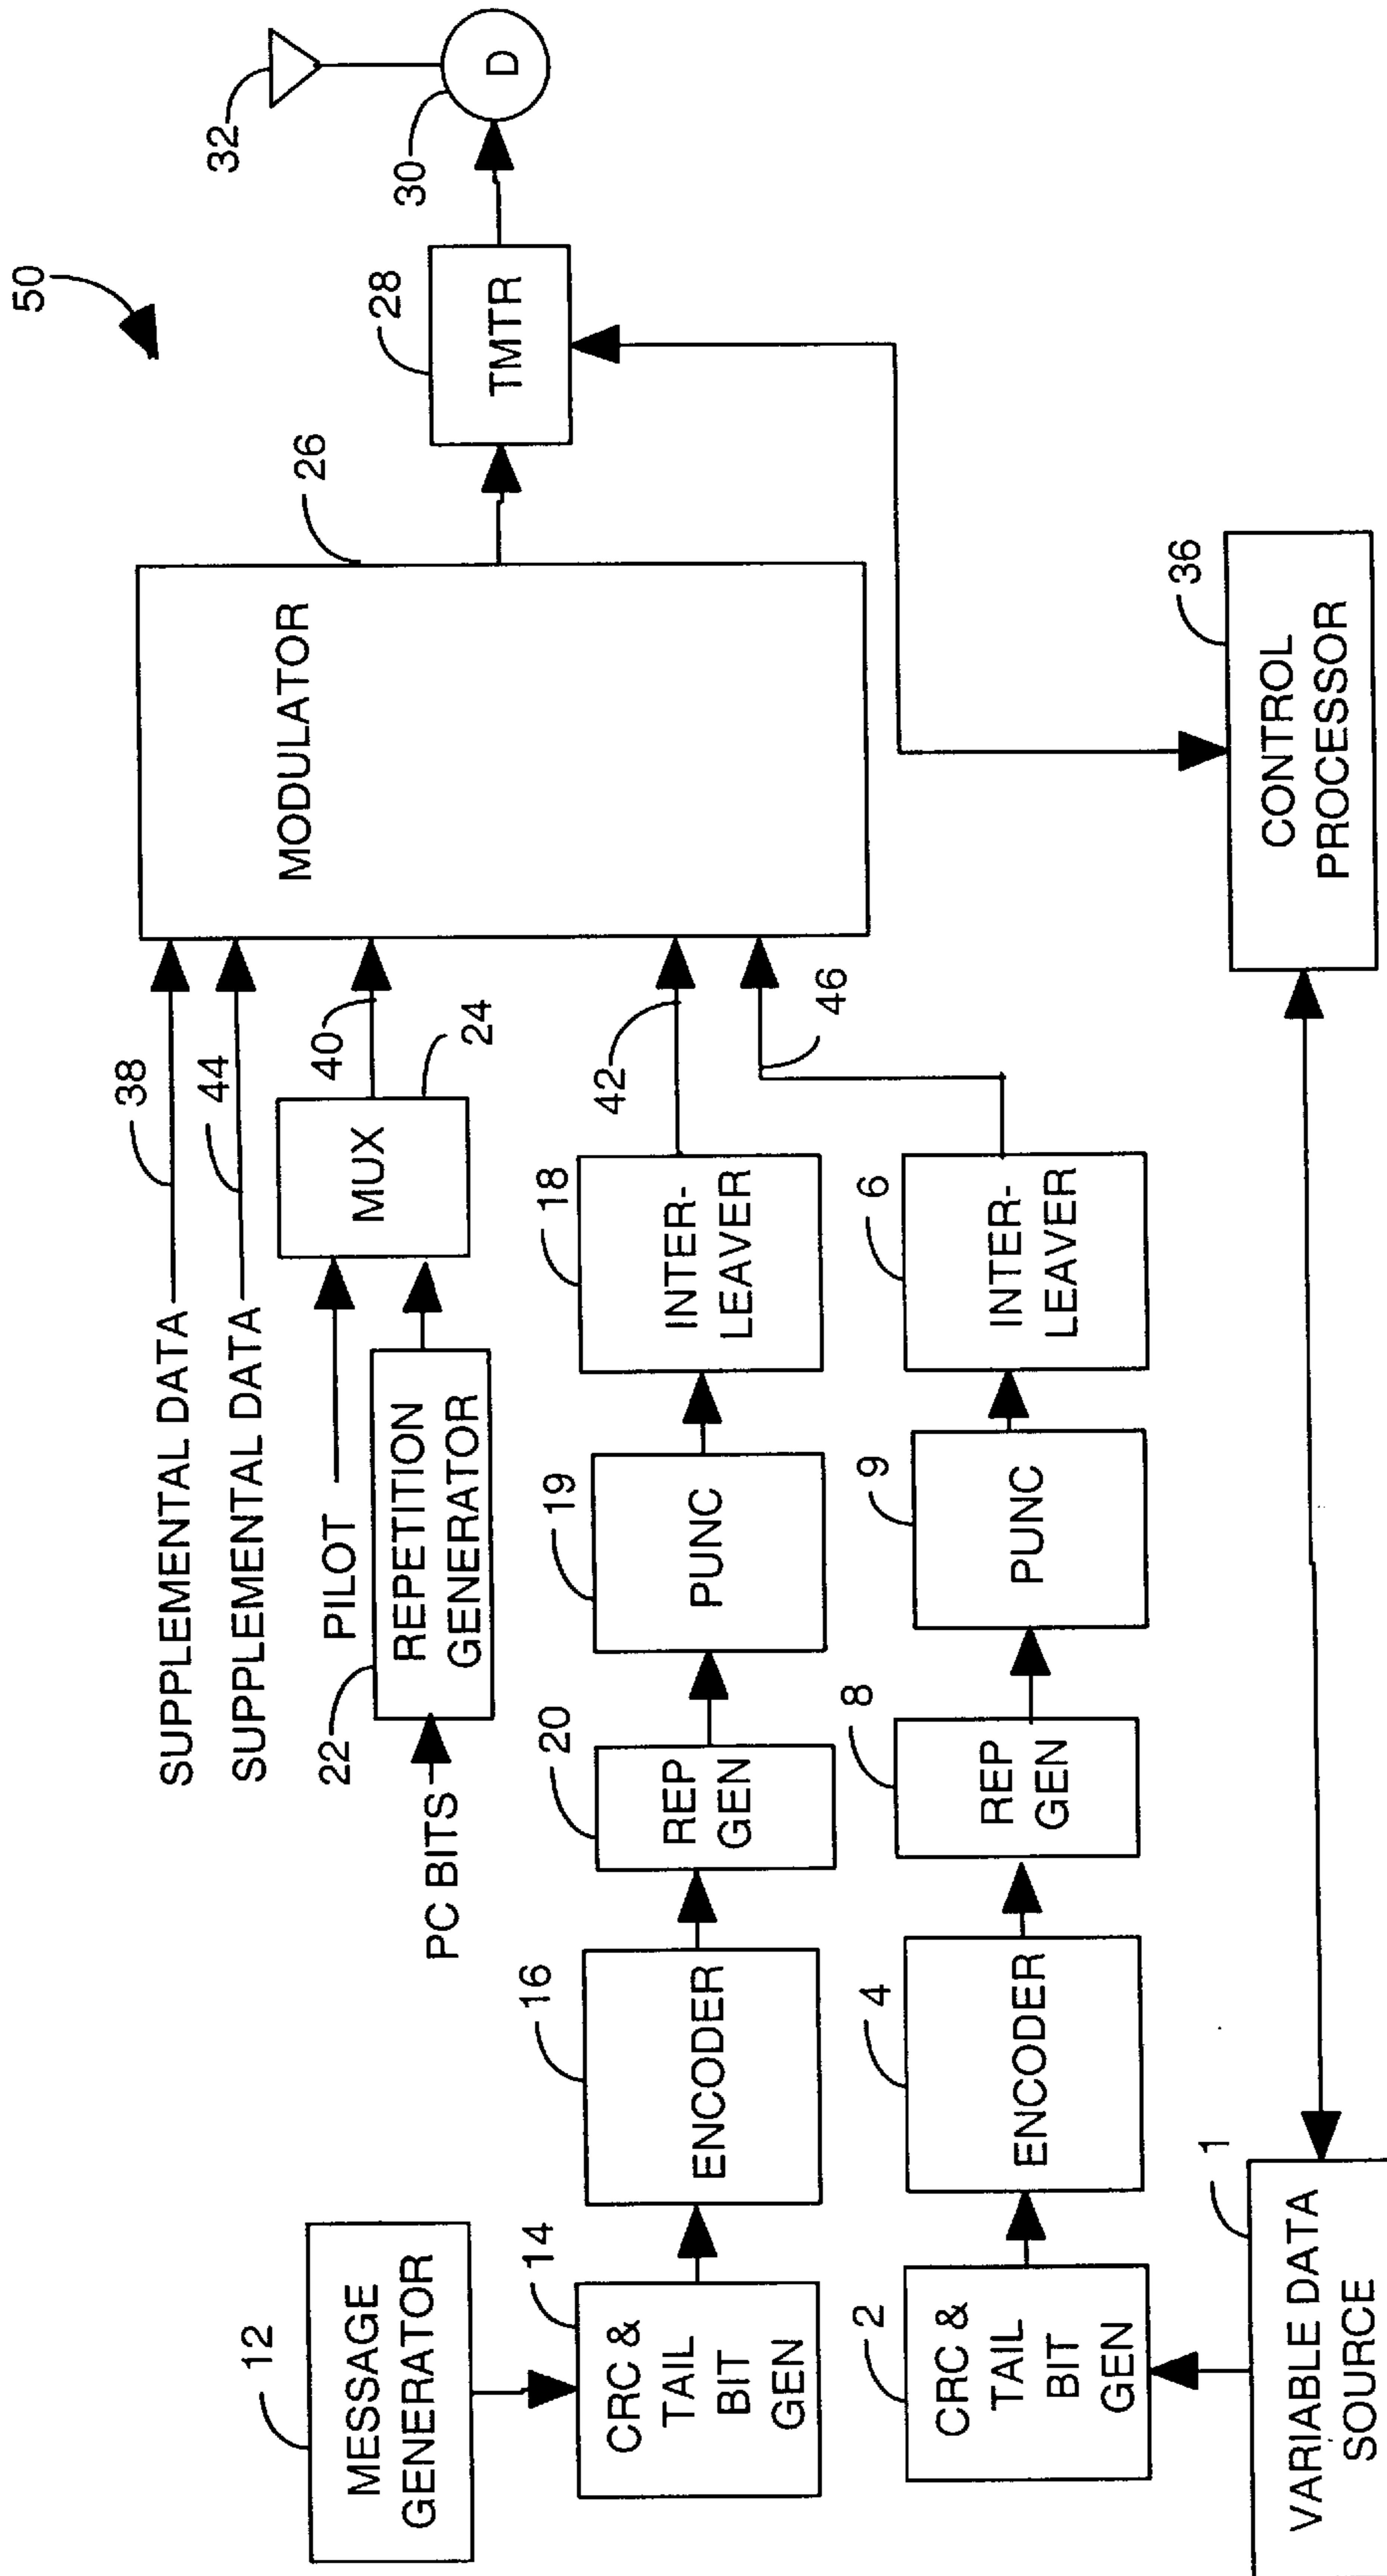 50
32
30
D
28
TMTR
26
MODULATOR
36
CONTROL
PROCESSOR
SUPPLEMENTAL DATA
38
SUPPLEMENTAL DATA
44
PILOT
40
MUX
24
22
REPETITION
GENERATOR
PC BITS
42
46
12
MESSAGE
GENERATOR
14
CRC &
TAIL
BIT
GEN
16
ENCODER
20
REP
GEN
19
PUNC
18
INTER-
LEAVER
2
CRC &
TAIL
BIT
GEN
4
ENCODER
8
REP
GEN
9
PUNC
6
INTER-
LEAVER
1
VARIABLE DATA
SOURCE